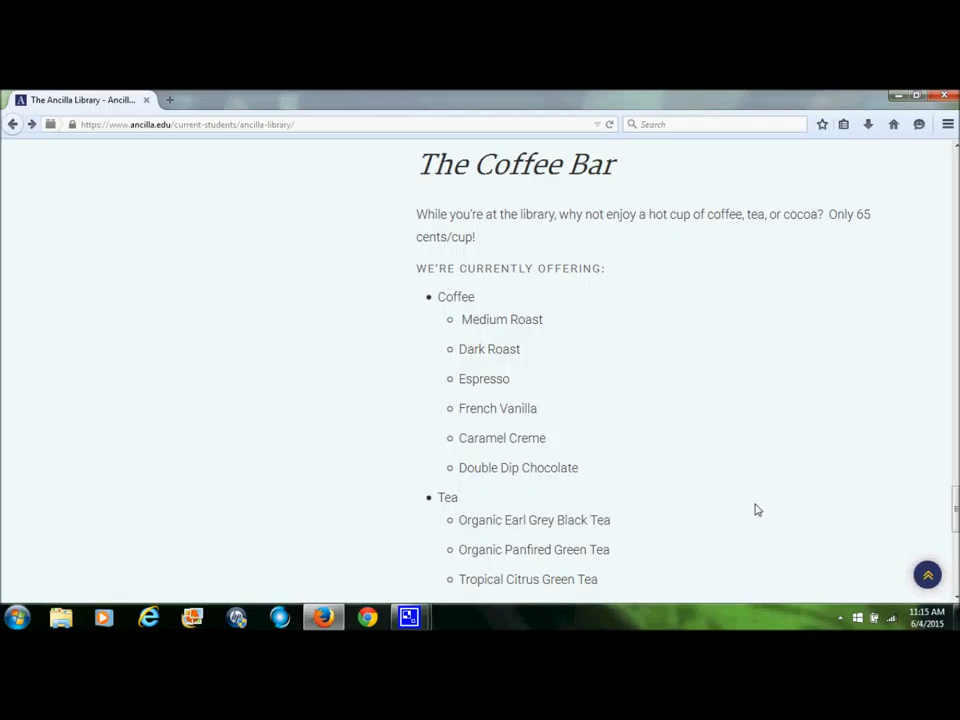 The Ancilla Library - Ancill...
https://www.ancilla.edu/current-students/ancilla-library/
Search
The Coffee Bar
While you're at the library, why not enjoy a hot cup of coffee, tea, or cocoa? Only 65
cents/cup!
WE'RE CURRENTLY OFFERING:
Coffee
Medium Roast
Dark Roast
Espresso
French Vanilla
Caramel Creme
Double Dip Chocolate
Tea
Organic Earl Grey Black Tea
Organic Panfired Green Tea
Tropical Citrus Green Tea
11:15 AM
6/4/2015